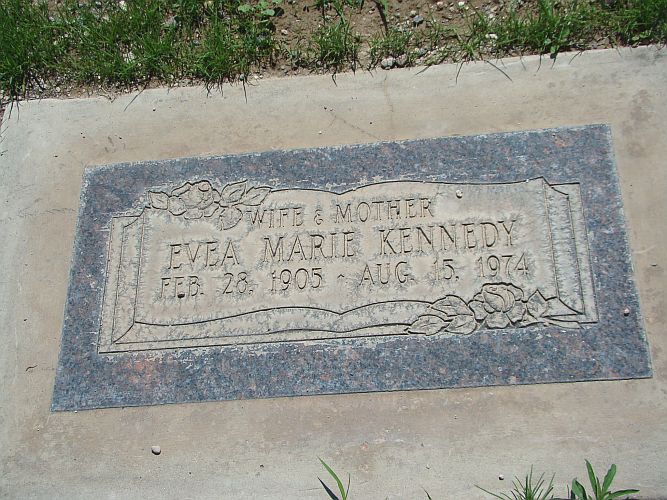 WIFE & MOTHER
EVEA MARIE KENNEDY
FEB. 28. 1905 ~ AUG. 15. 1974